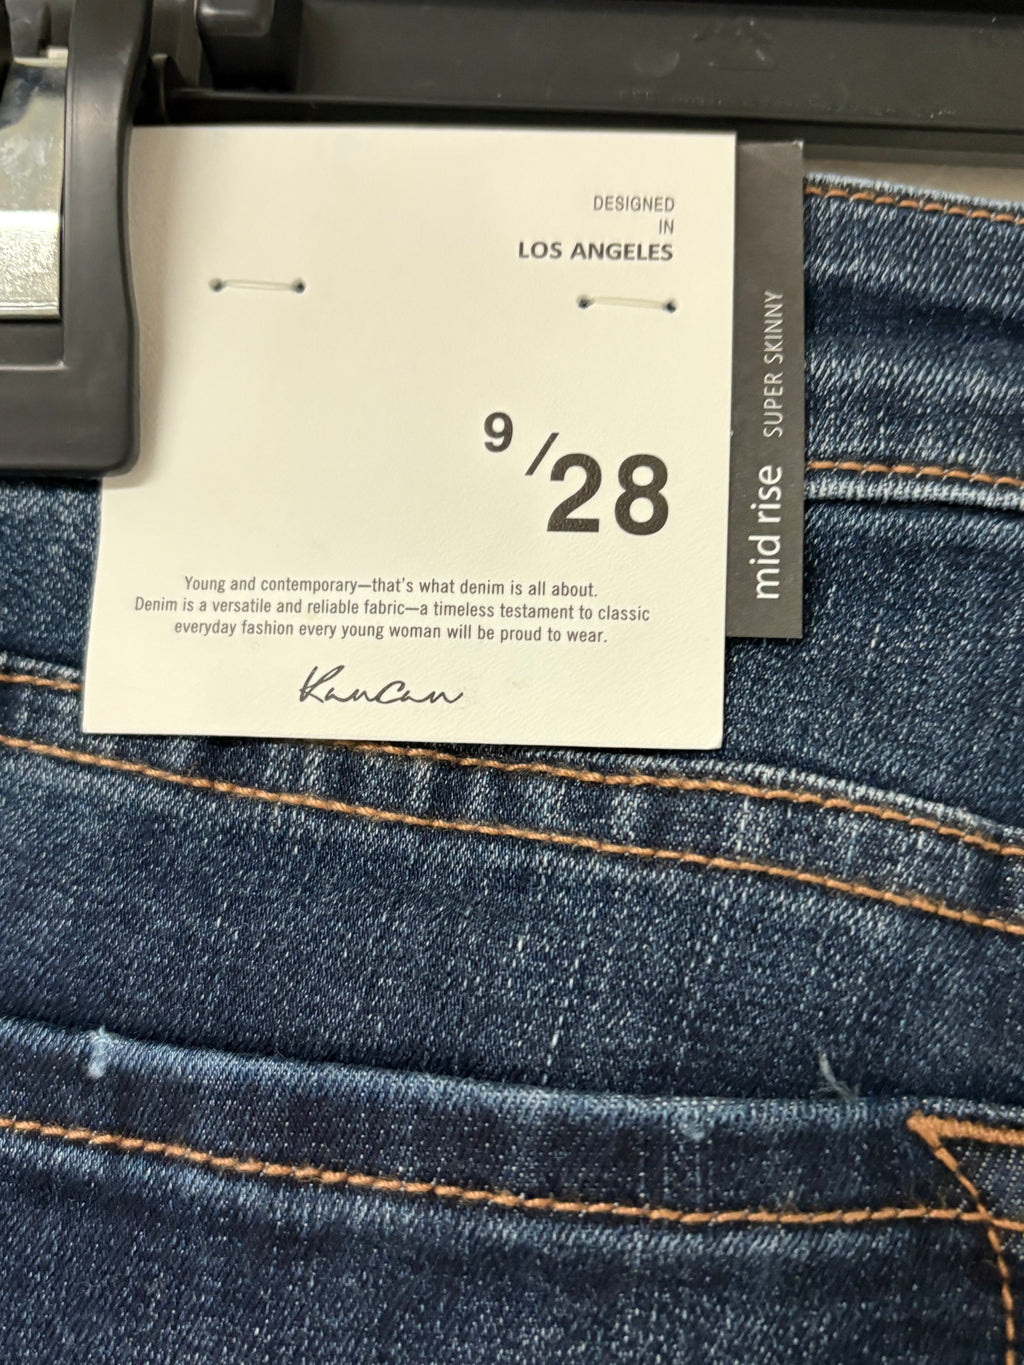 DESIGNED
IN
LOS ANGELES
9/28
Young and contemporary—that's what denim is all about.
Denim is a versatile and reliable fabric—a timeless testament to classic
everyday fashion every young woman will be proud to wear.
KanCan
mid rise SUPER SKINNY